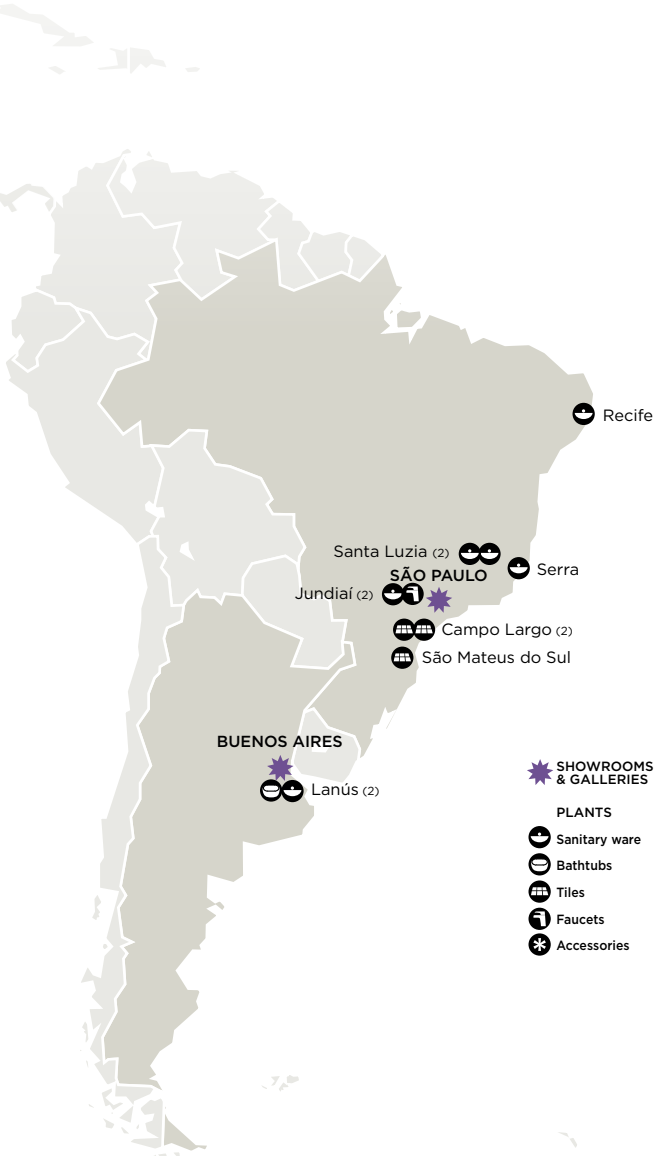 Recife
Santa Luzia (2)
Serra
SÃO PAULO
Jundiaí (2)
Campo Largo (2)
São Mateus do Sul
BUENOS AIRES
Lanús (2)
SHOWROOMS
& GALLERIES
PLANTS
Sanitary ware
Bathtubs
Tiles
Faucets
Accessories